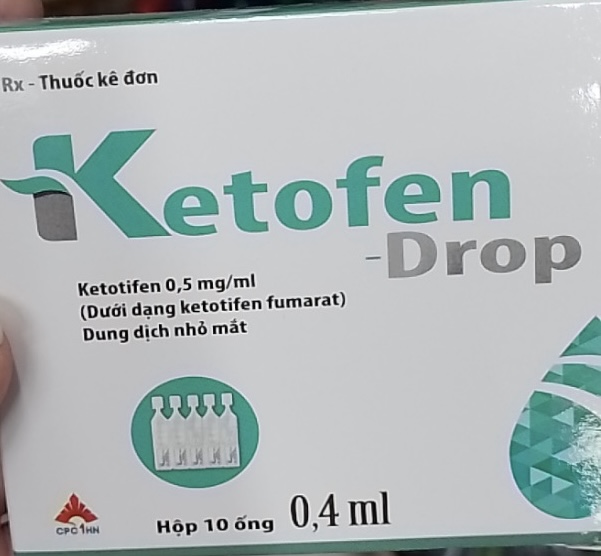 Rx - Thuốc kê đơn
Ketofen
-Drop
Ketotifen 0,5 mg/ml
(Dưới dạng ketotifen fumarat)
Dung dịch nhỏ mắt
CPC1HN
Hộp 10 ống 0,4 ml